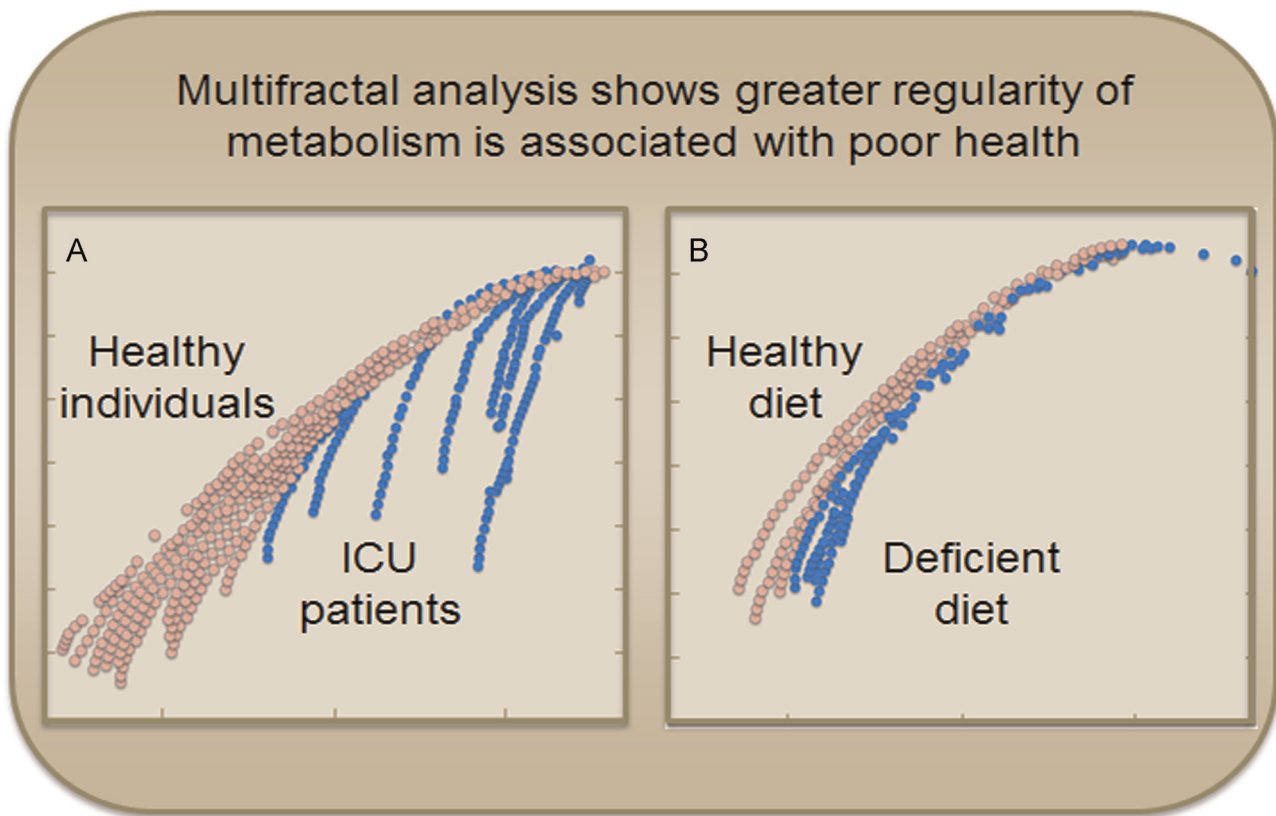 Multifractal analysis shows greater regularity of
metabolism is associated with poor health
A
Healthy
individuals
ICU
patients
B
Healthy
diet
Deficient
diet